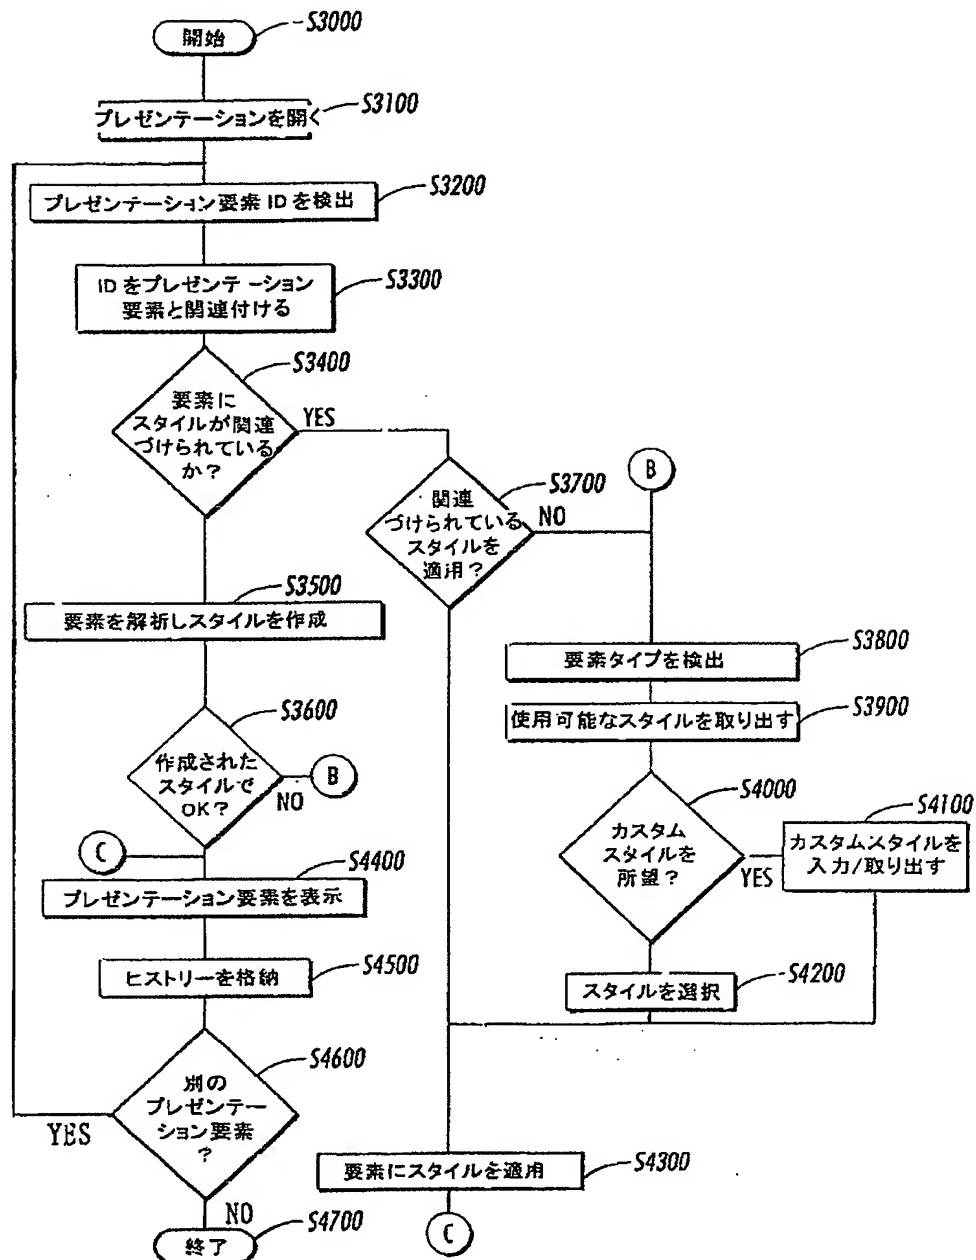 開始
S3000
プレゼンテーションを開く
S3100
プレゼンテーション要素 ID を検出
S3200
ID をプレゼンテーション
要素と関連付ける
S3300
S3400
要素に
スタイルが関連
づけられている
か?
YES
S3500
要素を解析しスタイルを作成
S3600
作成された
スタイルで
OK?
NO
B
C
S4400
プレゼンテーション要素を表示
ヒストリーを格納
S4500
S4600
別の
プレゼンテー
ション要素
?
YES
NO
終了
S4700
S3700
関連
づけられている
スタイルを
適用?
NO
B
要素タイプを検出
S3800
使用可能なスタイルを取り出す
S3900
S4000
カスタム
スタイルを
所望?
YES
S4100
カスタムスタイルを
入力/取り出す
スタイルを選択
S4200
要素にスタイルを適用
S4300
C